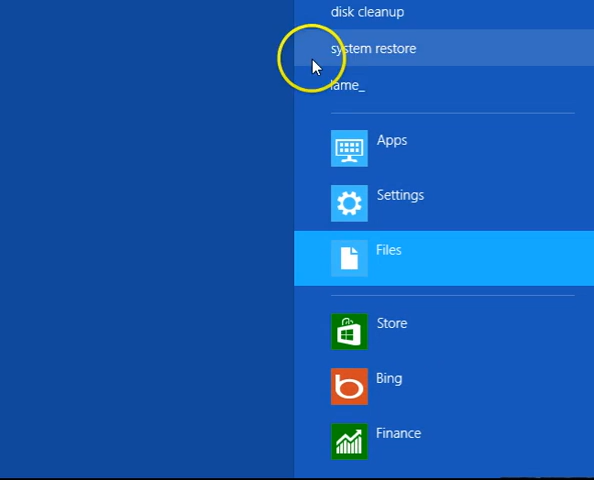 disk cleanup
system restore
lame_
Apps
Settings
Files
Store
Bing
Finance